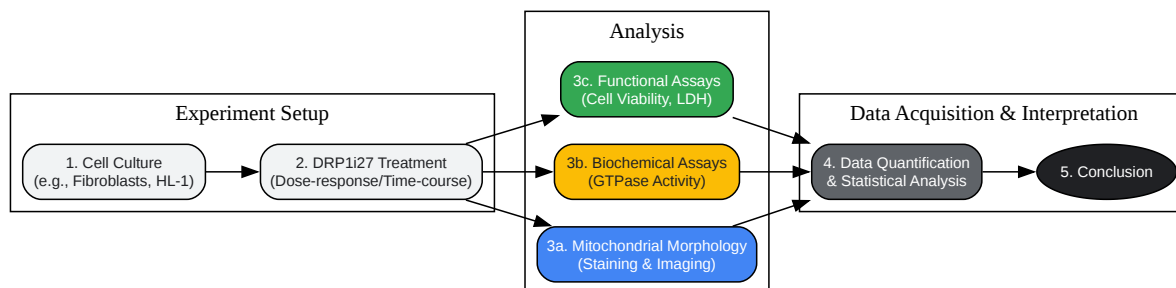 Experiment Setup
1. Cell Culture
(e.g., Fibroblasts, HL-1)
2. DRP1i27 Treatment
(Dose-response/Time-course)
Analysis
3c. Functional Assays
(Cell Viability, LDH)
3b. Biochemical Assays
(GTPase Activity)
3a. Mitochondrial Morphology
(Staining & Imaging)
Data Acquisition & Interpretation
4. Data Quantification
& Statistical Analysis
5. Conclusion